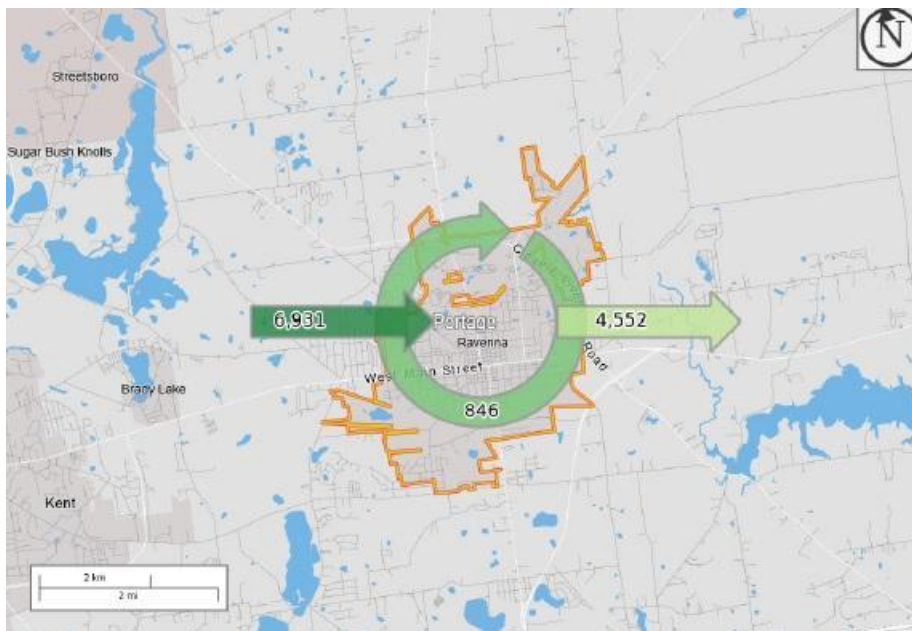 N
Streetsboro
Sugar Bush Knolls
6,931
4,552
Portage
Ravenna
Road
West Main Street
Brady Lake
846
Kent
2 km
2 mi